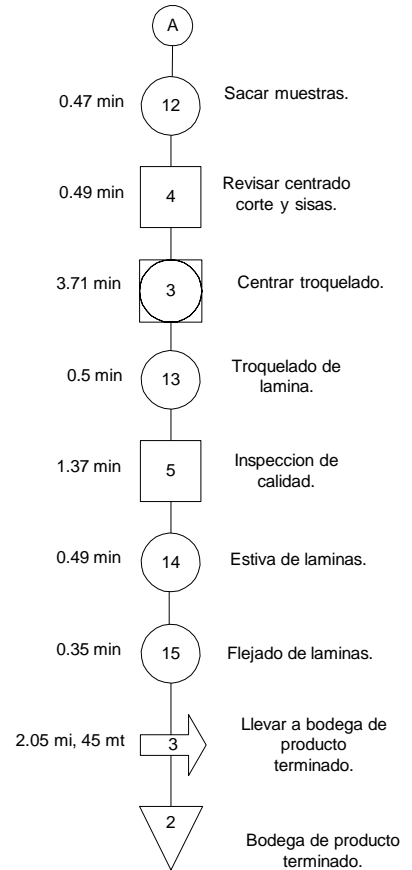 A
0.47 min
12
Sacar muestras.
0.49 min
4
Revisar centrado
corte y sisas.
3.71 min
3
Centrar troquelado.
0.5 min
13
Troquelado de
lamina.
1.37 min
5
Inspeccion de
calidad.
0.49 min
14
Estiva de laminas.
0.35 min
15
Flejado de laminas.
2.05 mi, 45 mt
3
Llevar a bodega de
producto
terminado.
2
Bodega de producto
terminado.